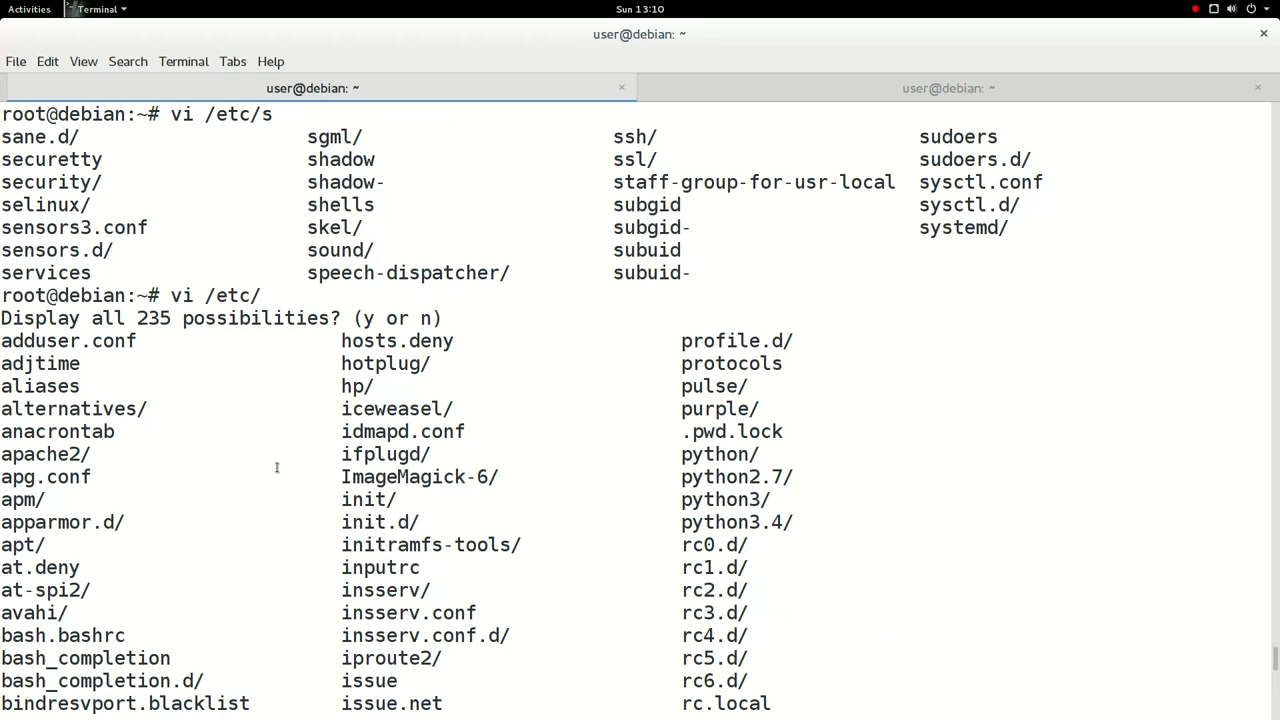 Activities Terminal Sun 13:10
user@debian: ~
File Edit View Search Terminal Tabs Help
user@debian: ~ user@debian: ~
root@debian:~# vi /etc/s
sane.d/ sgml/ ssh/ sudoers
securetty shadow ssl/ sudoers.d/
security/ shadow- staff-group-for-usr-local sysctl.conf
selinux/ shells subgid sysctl.d/
sensors3.conf skel/ subgid- systemd/
sensors.d/ sound/ subuid
services speech-dispatcher/ subuid-
root@debian:~# vi /etc/
Display all 235 possibilities? (y or n)
adduser.conf hosts.deny profile.d/
adjtime hotplug/ protocols
aliases hp/ pulse/
alternatives/ iceweasel/ purple/
anacrontab idmapd.conf .pwd.lock
apache2/ ifplugd/ python/
apg.conf ImageMagick-6/ python2.7/
apm/ init/ python3/
apparmor.d/ init.d/ python3.4/
apt/ initramfs-tools/ rc0.d/
at.deny inputrc rc1.d/
at-spi2/ insserv/ rc2.d/
avahi/ insserv.conf rc3.d/
bash.bashrc insserv.conf.d/ rc4.d/
bash_completion iproute2/ rc5.d/
bash_completion.d/ issue rc6.d/
bindresvport.blacklist issue.net rc.local